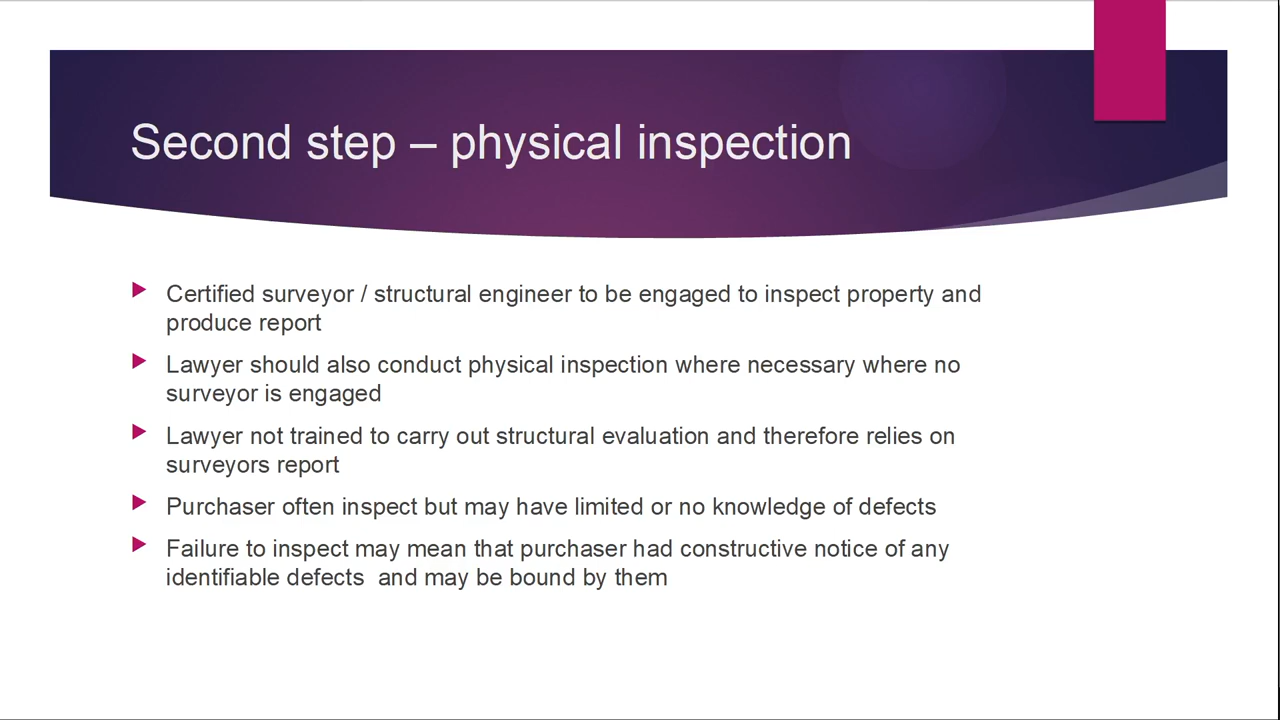 Second step – physical inspection
Certified surveyor / structural engineer to be engaged to inspect property and
produce report
Lawyer should also conduct physical inspection where necessary where no
surveyor is engaged
Lawyer not trained to carry out structural evaluation and therefore relies on
surveyors report
Purchaser often inspect but may have limited or no knowledge of defects
Failure to inspect may mean that purchaser had constructive notice of any
identifiable defects  and may be bound by them